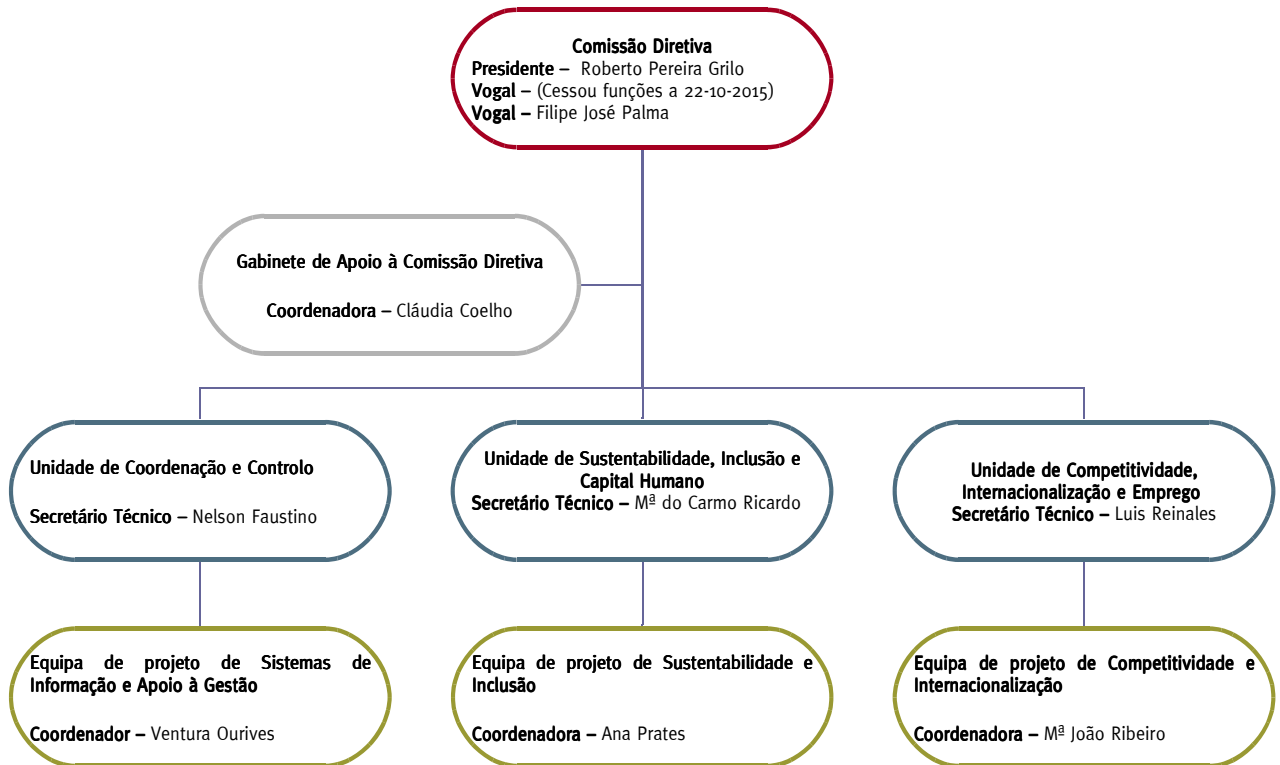 Comissão Diretiva
Presidente – Roberto Pereira Grilo
Vogal – (Cessou funções a 22-10-2015)
Vogal – Filipe José Palma
Gabinete de Apoio à Comissão Diretiva
Coordenadora – Cláudia Coelho
Unidade de Coordenação e Controlo
Secretário Técnico – Nelson Faustino
Unidade de Sustentabilidade, Inclusão e
Capital Humano
Secretário Técnico – Mª do Carmo Ricardo
Unidade de Competitividade,
Internacionalização e Emprego
Secretário Técnico – Luis Reinales
Equipa de projeto de Sistemas de
Informação e Apoio à Gestão
Coordenador – Ventura Ourives
Equipa de projeto de Sustentabilidade e
Inclusão
Coordenadora – Ana Prates
Equipa de projeto de Competitividade e
Internacionalização
Coordenadora – Mª João Ribeiro